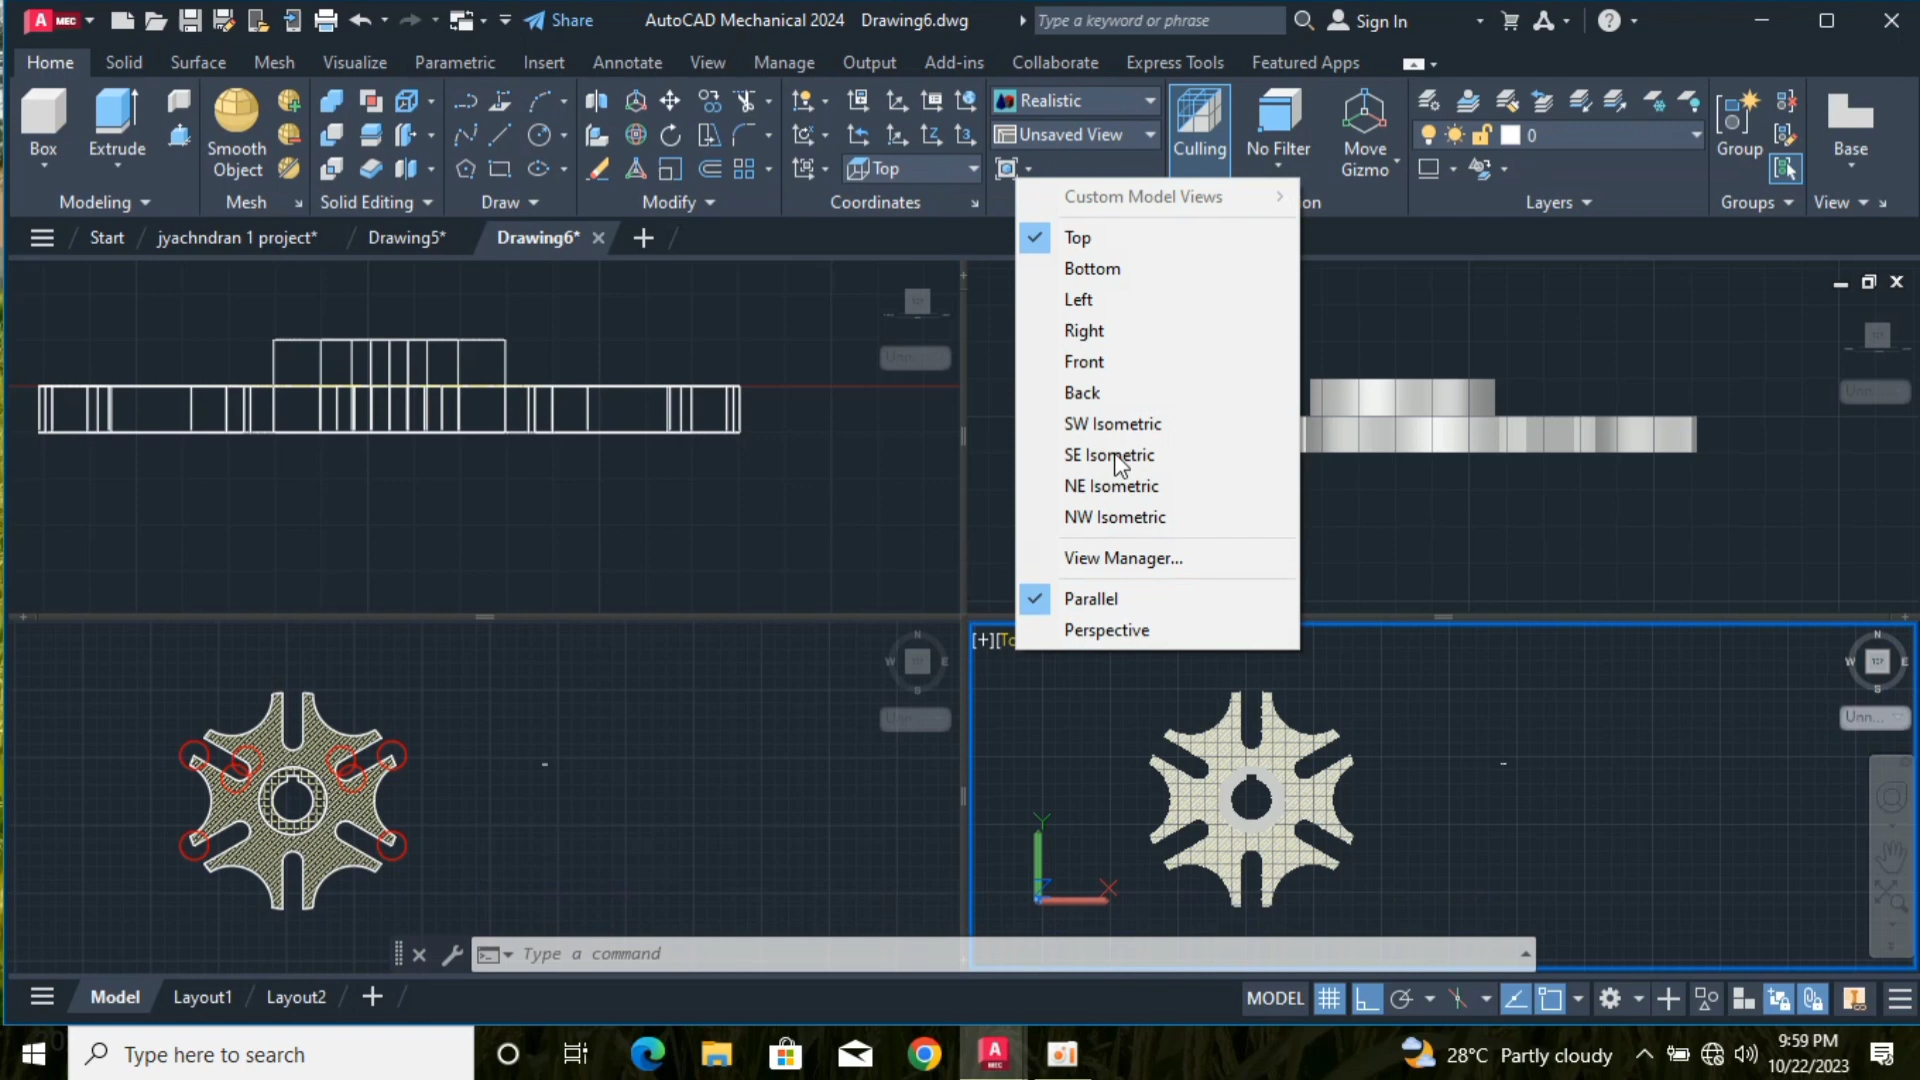 A MEC Share AutoCAD Mechanical 2024 Drawing6.dwg Type a keyword or phrase Sign In
Home Solid Surface Mesh Visualize Parametric Insert Annotate View Manage Output Add-ins Collaborate Express Tools Featured Apps
Realistic
Unsaved View
0
Top
Box Extrude Smooth Object Culling No Filter Move Gizmo Group Base
Modeling Mesh Solid Editing Draw Modify Coordinates on Layers Groups View
Start jyachndran 1 project* Drawing5* Drawing6*
Custom Model Views
Top
Bottom
Left
Right
Front
Back
SW Isometric
SE Isometric
NE Isometric
NW Isometric
View Manager...
Parallel
Perspective
[+][To
N
W TOP E
S
Unn...
Y
Z
X
Type a command
Model Layout1 Layout2
MODEL
Type here to search
28°C Partly cloudy
9:59 PM
10/22/2023